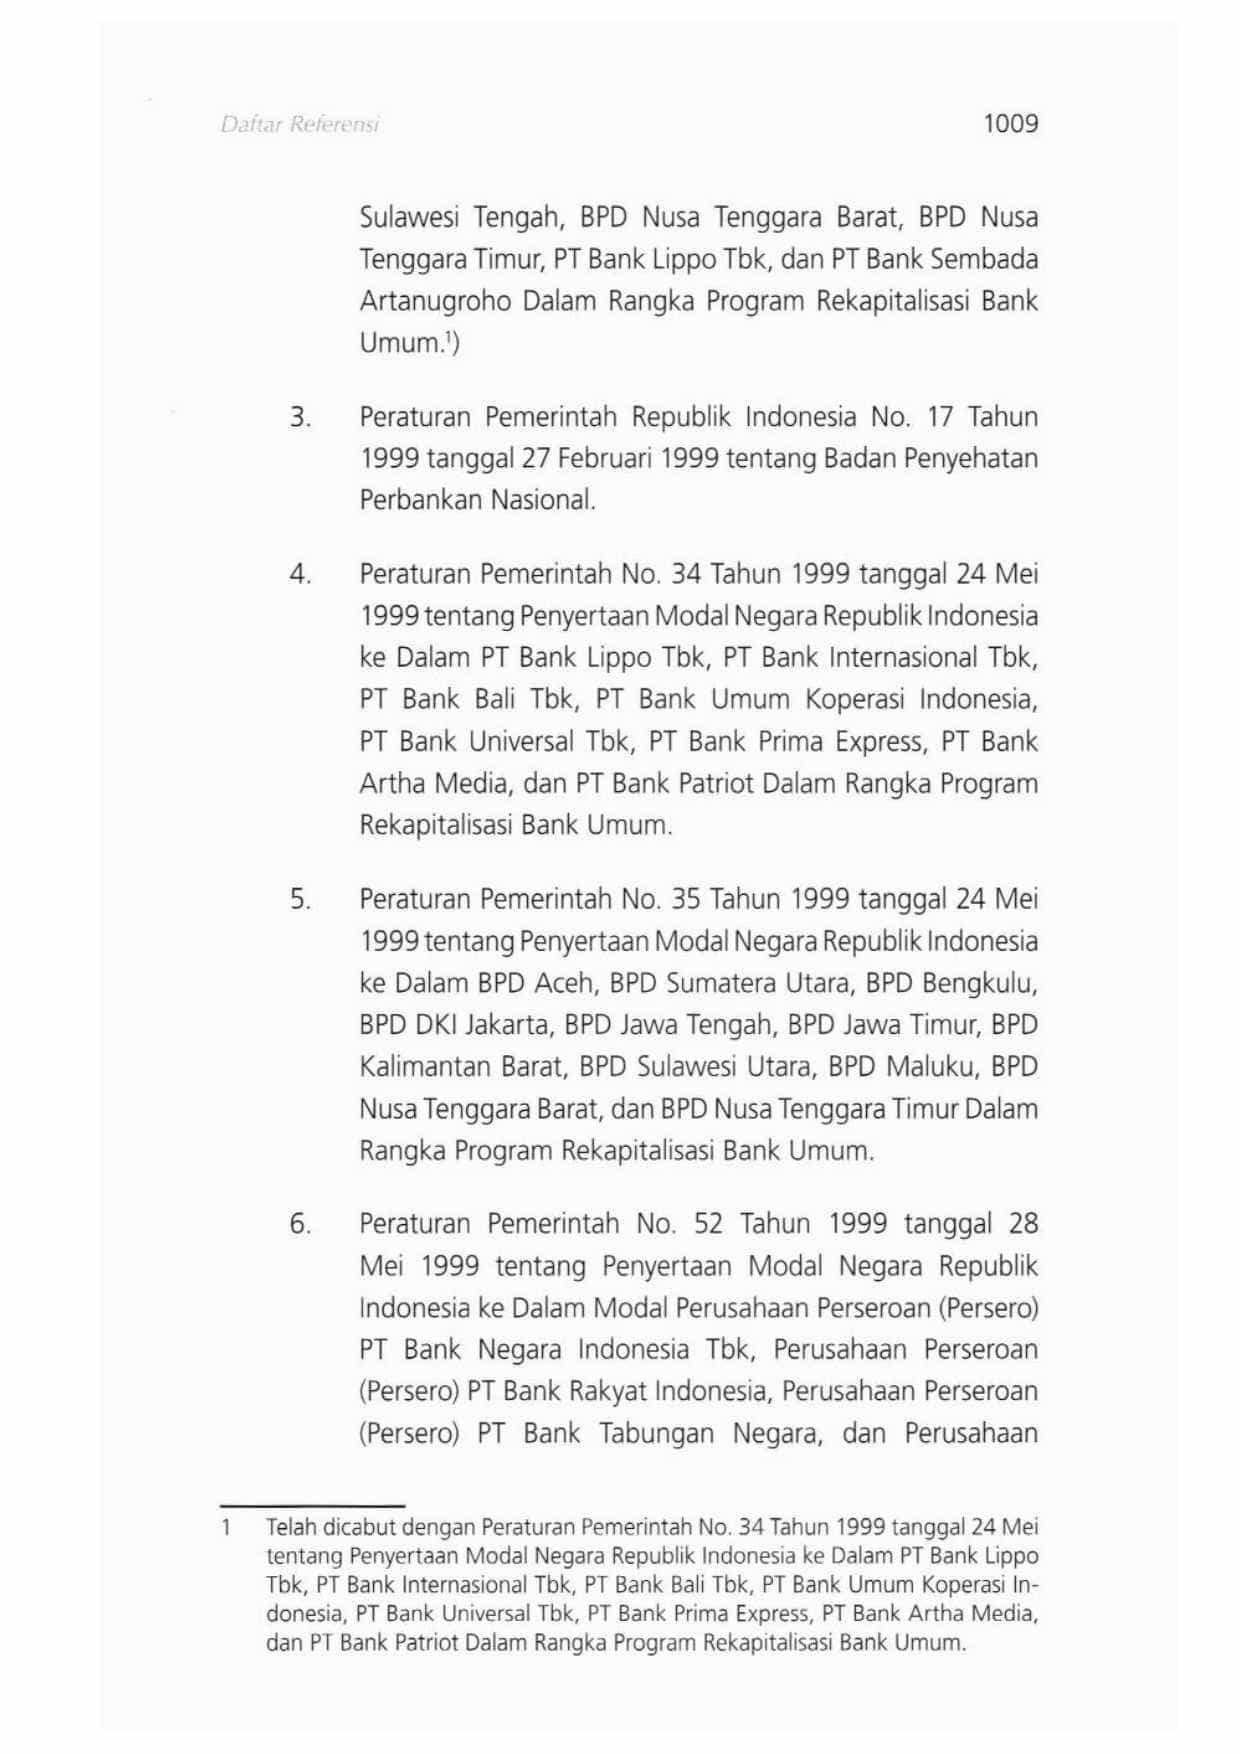 Daftar Referensi
1009
Sulawesi Tengah, BPD Nusa Tenggara Barat, BPD Nusa
Tenggara Timur, PT Bank Lippo Tbk, dan PT Bank Sembada
Artanugroho Dalam Rangka Program Rekapitalisasi Bank
Umum.¹)
3. Peraturan Pemerintah Republik Indonesia No. 17 Tahun
1999 tanggal 27 Februari 1999 tentang Badan Penyehatan
Perbankan Nasional.
4. Peraturan Pemerintah No. 34 Tahun 1999 tanggal 24 Mei
1999 tentang Penyertaan Modal Negara Republik Indonesia
ke Dalam PT Bank Lippo Tbk, PT Bank Internasional Tbk,
PT Bank Bali Tbk, PT Bank Umum Koperasi Indonesia,
PT Bank Universal Tbk, PT Bank Prima Express, PT Bank
Artha Media, dan PT Bank Patriot Dalam Rangka Program
Rekapitalisasi Bank Umum.
5. Peraturan Pemerintah No. 35 Tahun 1999 tanggal 24 Mei
1999 tentang Penyertaan Modal Negara Republik Indonesia
ke Dalam BPD Aceh, BPD Sumatera Utara, BPD Bengkulu,
BPD DKI Jakarta, BPD Jawa Tengah, BPD Jawa Timur, BPD
Kalimantan Barat, BPD Sulawesi Utara, BPD Maluku, BPD
Nusa Tenggara Barat, dan BPD Nusa Tenggara Timur Dalam
Rangka Program Rekapitalisasi Bank Umum.
6. Peraturan Pemerintah No. 52 Tahun 1999 tanggal 28
Mei 1999 tentang Penyertaan Modal Negara Republik
Indonesia ke Dalam Modal Perusahaan Perseroan (Persero)
PT Bank Negara Indonesia Tbk, Perusahaan Perseroan
(Persero) PT Bank Rakyat Indonesia, Perusahaan Perseroan
(Persero) PT Bank Tabungan Negara, dan Perusahaan
1 Telah dicabut dengan Peraturan Pemerintah No. 34 Tahun 1999 tanggal 24 Mei
tentang Penyertaan Modal Negara Republik Indonesia ke Dalam PT Bank Lippo
Tbk, PT Bank Internasional Tbk, PT Bank Bali Tbk, PT Bank Umum Koperasi In-
donesia, PT Bank Universal Tbk, PT Bank Prima Express, PT Bank Artha Media,
dan PT Bank Patriot Dalam Rangka Program Rekapitalisasi Bank Umum.